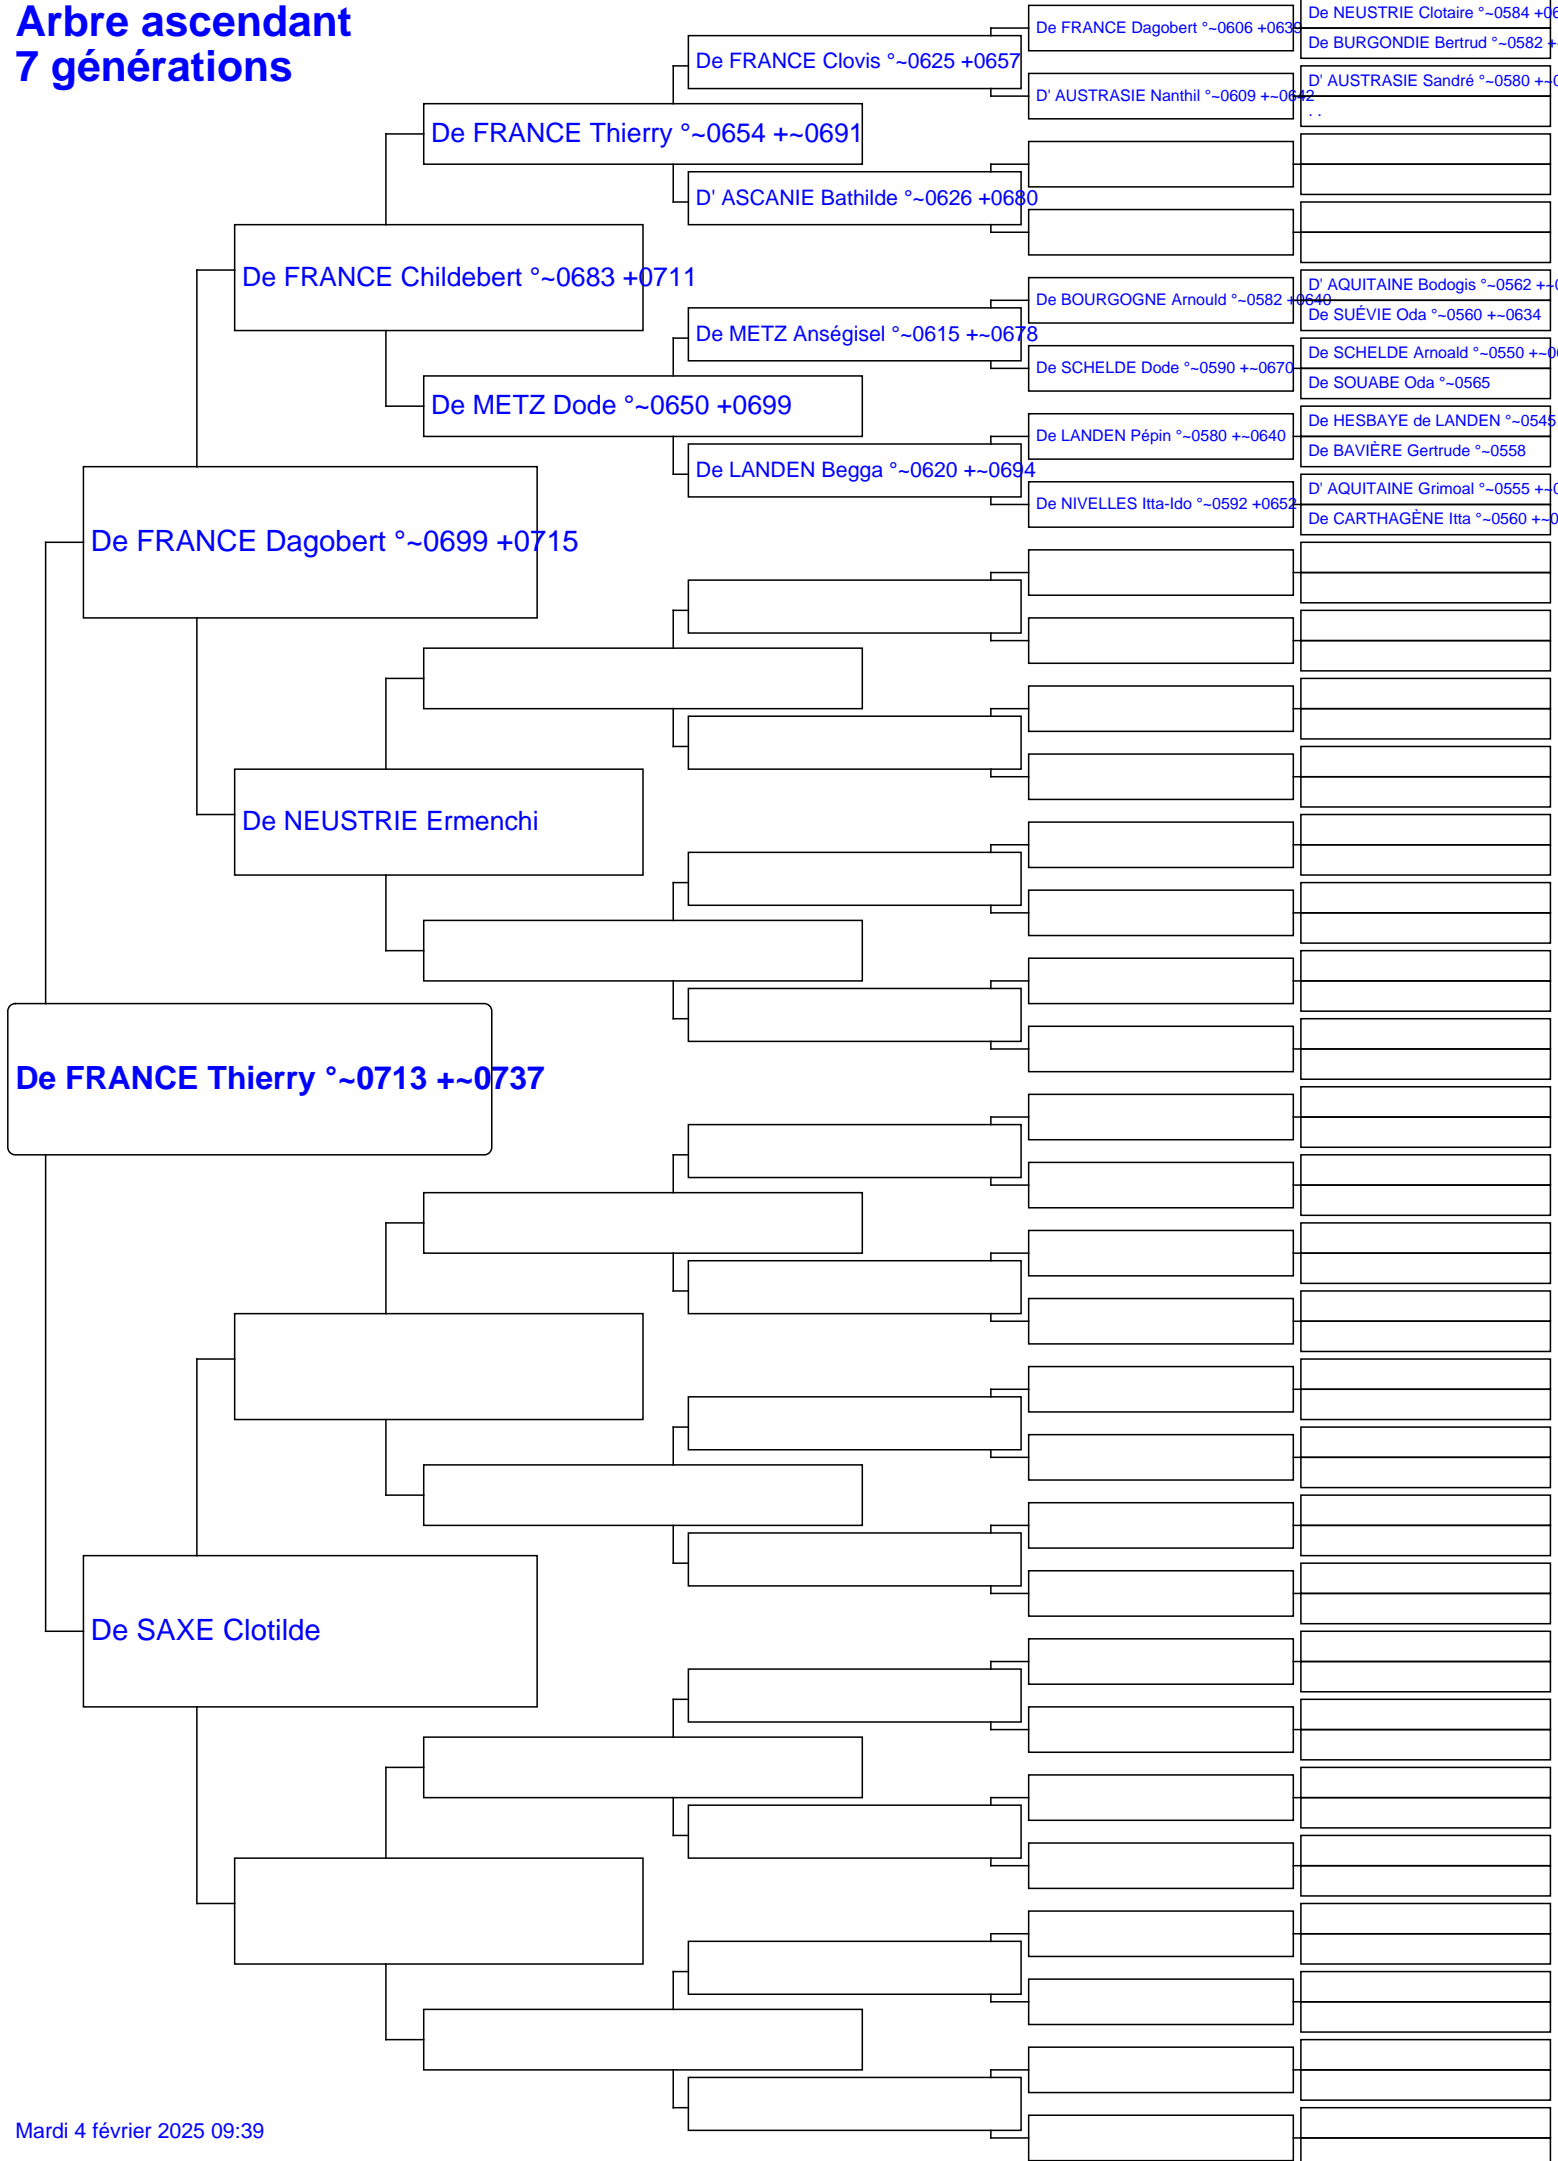 Arbre ascendant
7 générations
De NEUSTRIE Clotaire °~0584
De FRANCE Dagobert °~0606 +0639
De BURGONDIE Bertrud °~0582
De FRANCE Clovis °~0625 +0657
D' AUSTRASIE Sandré °~0580
D' AUSTRASIE Nanthil °~0609 +~0642
. .
De FRANCE Thierry °~0654 +~0691
D' ASCANIE Bathilde °~0626 +0680
De FRANCE Childebert °~0683 +0711
D' AQUITAINE Bodogis °~0562
De BOURGOGNE Arnould °~0582 +0640
De SUÉVIE Oda °~0560 +~0634
De METZ Anségisel °~0615 +~0678
De SCHELDE Arnoald °~0550
De SCHELDE Dode °~0590 +~0670
De SOUABE Oda °~0565
De METZ Dode °~0650 +0699
De HESBAYE de LANDEN °~0545
De LANDEN Pépin °~0580 +~0640
De BAVIÈRE Gertrude °~0558
De LANDEN Begga °~0620 +~0694
D' AQUITAINE Grimoal °~0555
De NIVELLES Itta-Ido °~0592 +0652
De CARTHAGÈNE Itta °~0560
De FRANCE Dagobert °~0699 +0715
De NEUSTRIE Ermenchi
De FRANCE Thierry °~0713 +~0737
De SAXE Clotilde
Mardi 4 février 2025 09:39